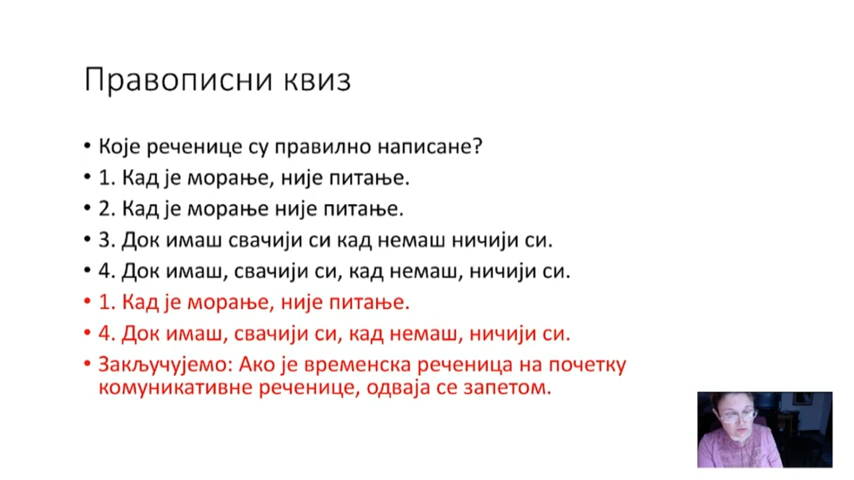 Правописни квиз
• Које реченице су правилно написане?
• 1. Кад је морање, није питање.
• 2. Кад је морање није питање.
• 3. Док имаш свачији си кад немаш ничији си.
• 4. Док имаш, свачији си, кад немаш, ничији си.
• 1. Кад је морање, није питање.
• 4. Док имаш, свачији си, кад немаш, ничији си.
• Закључујемо: Ако је временска реченица на почетку
комуникативне реченице, одваја се запетом.